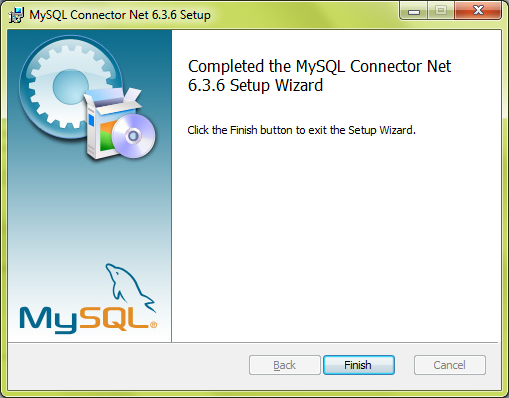 MySQL Connector Net 6.3.6 Setup
Completed the MySQL Connector Net
6.3.6 Setup Wizard
Click the Finish button to exit the Setup Wizard.
MySQL®
Back
Finish
Cancel